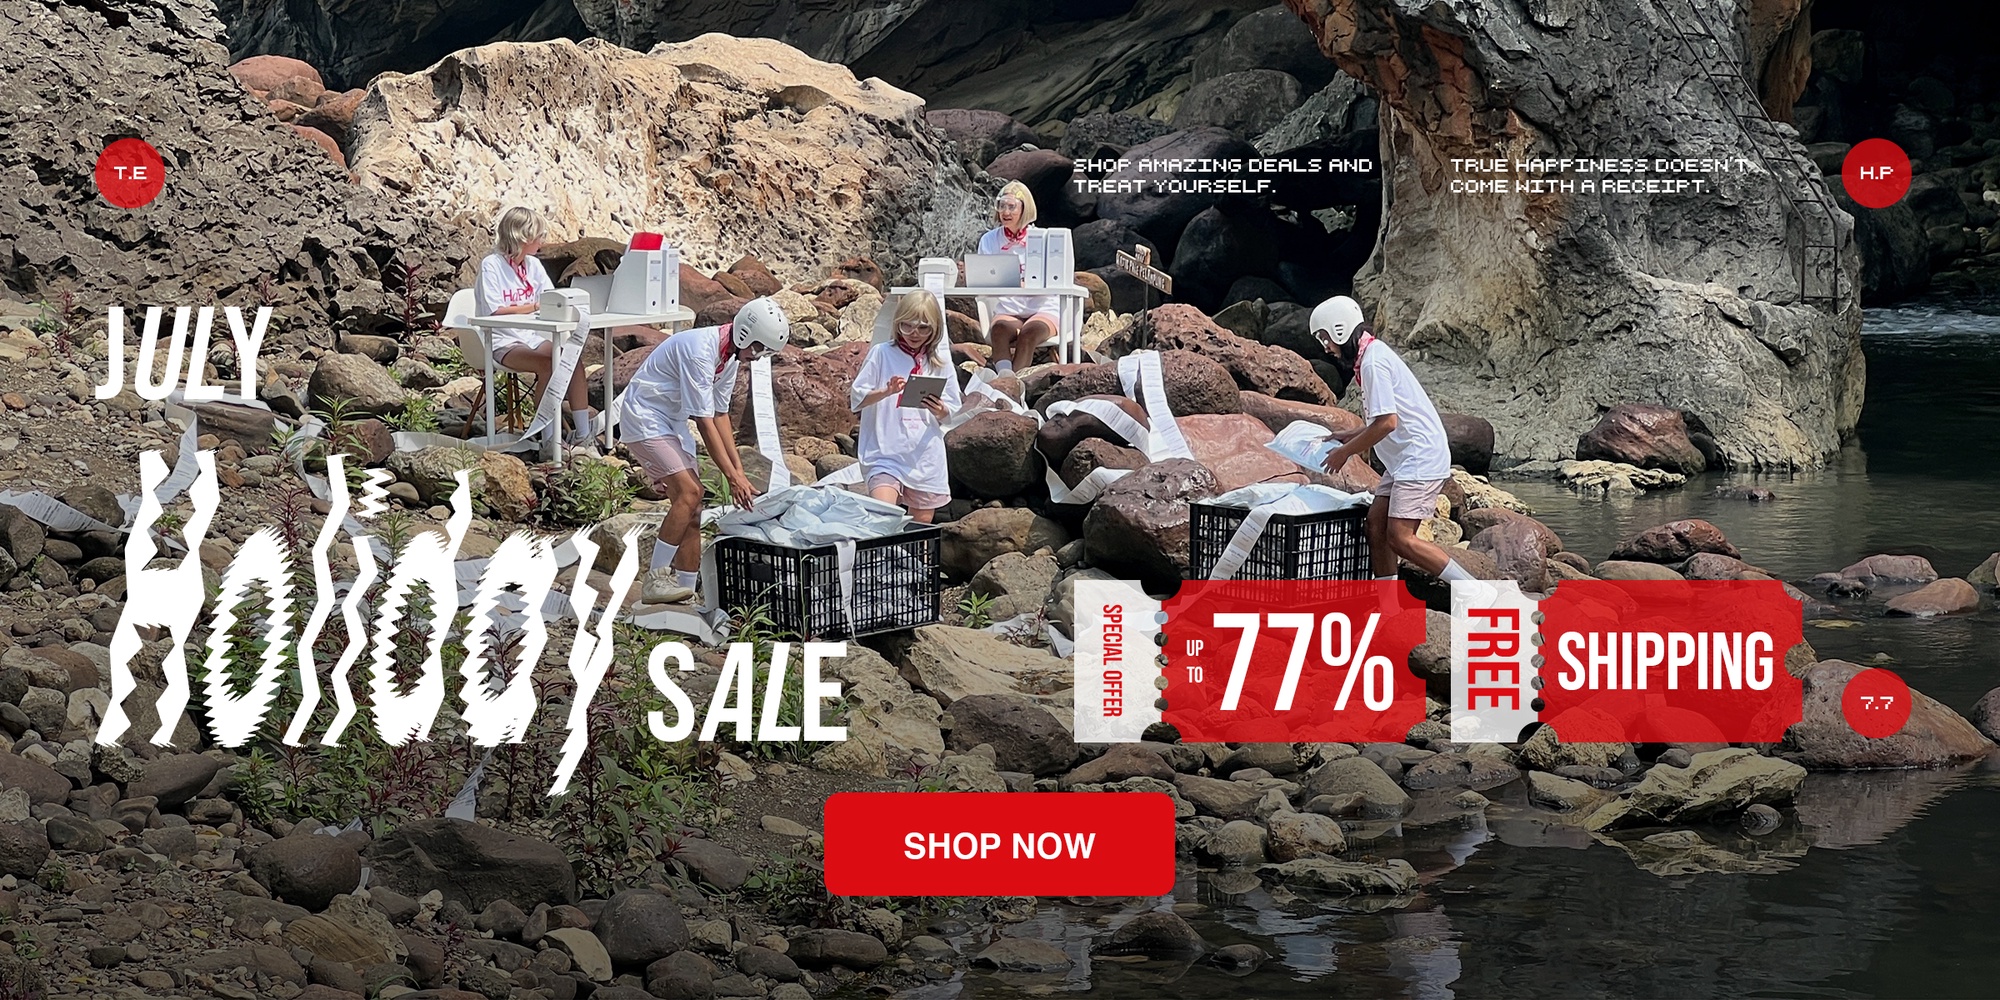 T.E
SHOP AMAZING DEALS AND
TREAT YOURSELF.
TRUE HAPPINESS DOESN'T
COME WITH A RECEIPT.
H.P
JULY
Holiday
SALE
SPECIAL OFFER
UP
TO
77%
FREE
SHIPPING
7.7
SHOP NOW